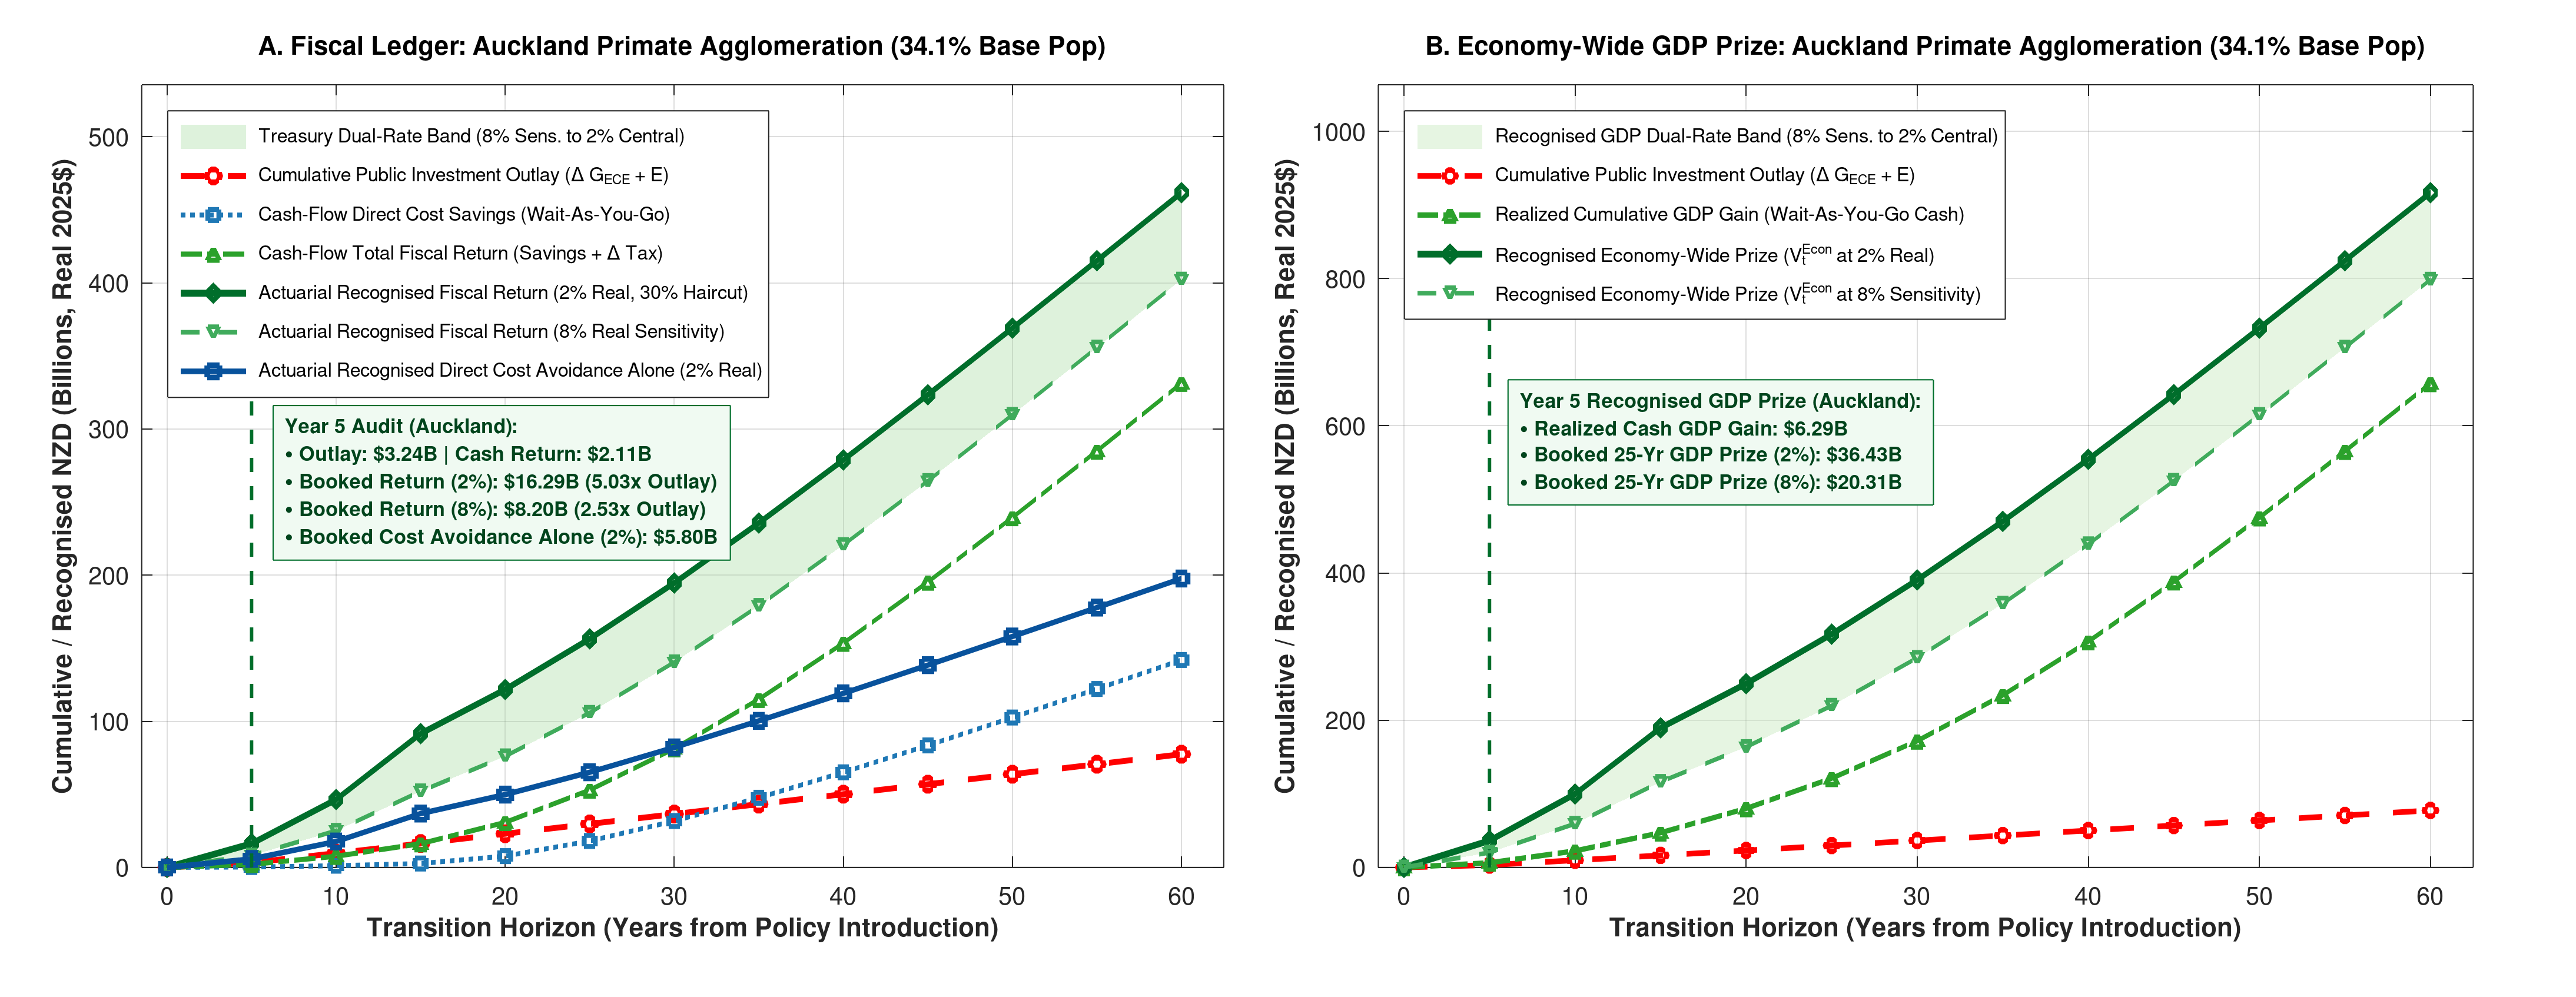 A. Fiscal Ledger: Auckland Primate Agglomeration (34.1% Base Pop)
Cumulative / Recognised NZD (Billions, Real 2025$)
500
400
300
200
100
0
Treasury Dual-Rate Band (8% Sens. to 2% Central)
Cumulative Public Investment Outlay (Δ G_ECE + E)
Cash-Flow Direct Cost Savings (Wait-As-You-Go)
Cash-Flow Total Fiscal Return (Savings + Δ Tax)
Actuarial Recognised Fiscal Return (2% Real, 30% Haircut)
Actuarial Recognised Fiscal Return (8% Real Sensitivity)
Actuarial Recognised Direct Cost Avoidance Alone (2% Real)
Year 5 Audit (Auckland):
• Outlay: $3.24B | Cash Return: $2.11B
• Booked Return (2%): $16.29B (5.03x Outlay)
• Booked Return (8%): $8.20B (2.53x Outlay)
• Booked Cost Avoidance Alone (2%): $5.80B
0 10 20 30 40 50 60
Transition Horizon (Years from Policy Introduction)
B. Economy-Wide GDP Prize: Auckland Primate Agglomeration (34.1% Base Pop)
Cumulative / Recognised NZD (Billions, Real 2025$)
1000
800
600
400
200
0
Recognised GDP Dual-Rate Band (8% Sens. to 2% Central)
Cumulative Public Investment Outlay (Δ G_ECE + E)
Realized Cumulative GDP Gain (Wait-As-You-Go Cash)
Recognised Economy-Wide Prize (V_t^Econ at 2% Real)
Recognised Economy-Wide Prize (V_t^Econ at 8% Sensitivity)
Year 5 Recognised GDP Prize (Auckland):
• Realized Cash GDP Gain: $6.29B
• Booked 25-Yr GDP Prize (2%): $36.43B
• Booked 25-Yr GDP Prize (8%): $20.31B
0 10 20 30 40 50 60
Transition Horizon (Years from Policy Introduction)